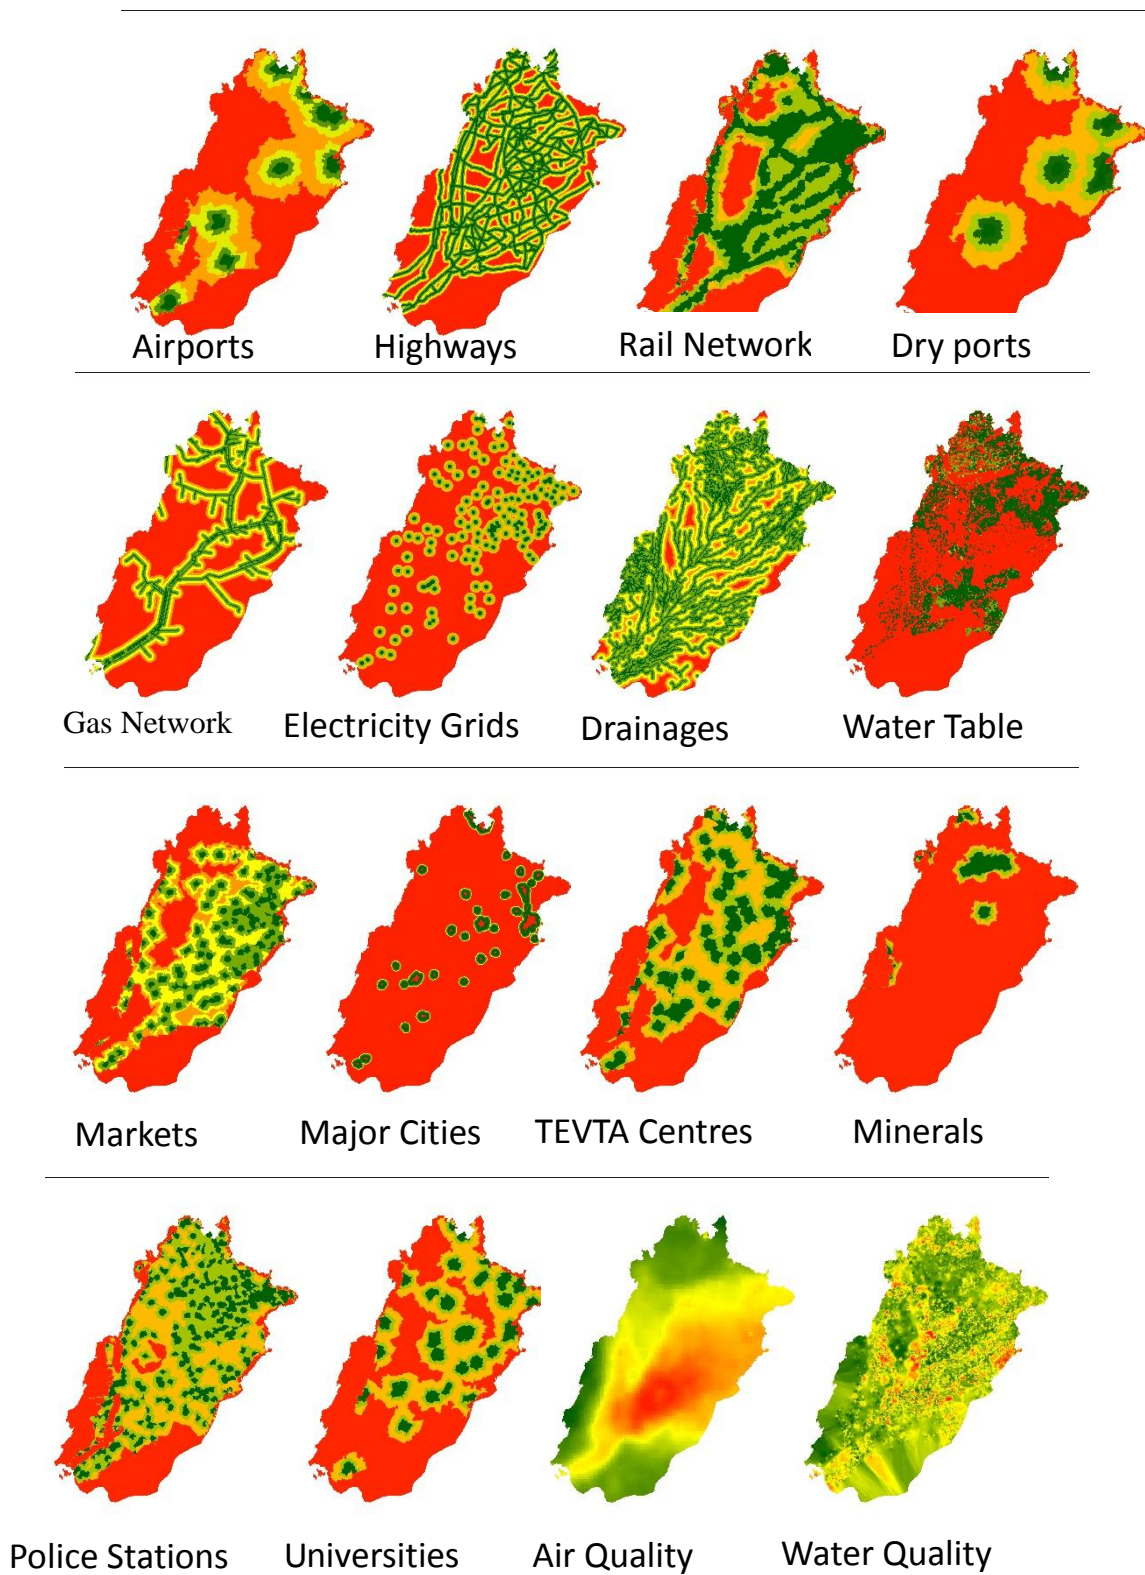 Airports Highways Rail Network Dry ports
Gas Network Electricity Grids Drainages Water Table
Markets Major Cities TEVTA Centres Minerals
Police Stations Universities Air Quality Water Quality